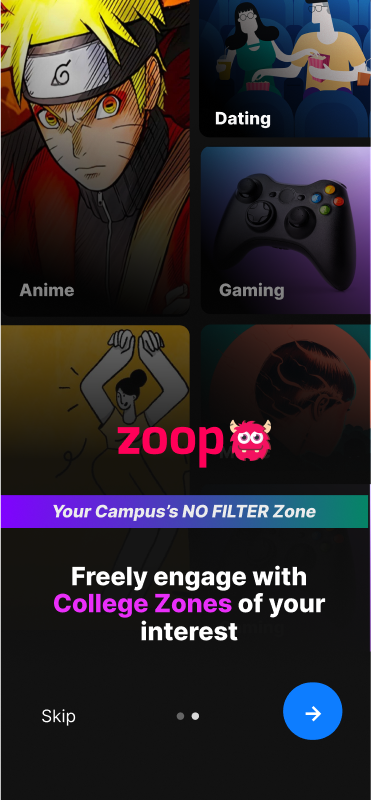 Dating
Anime
Gaming
zoop
Your Campus's NO FILTER Zone
Freely engage with
College Zones of your
interest
Skip